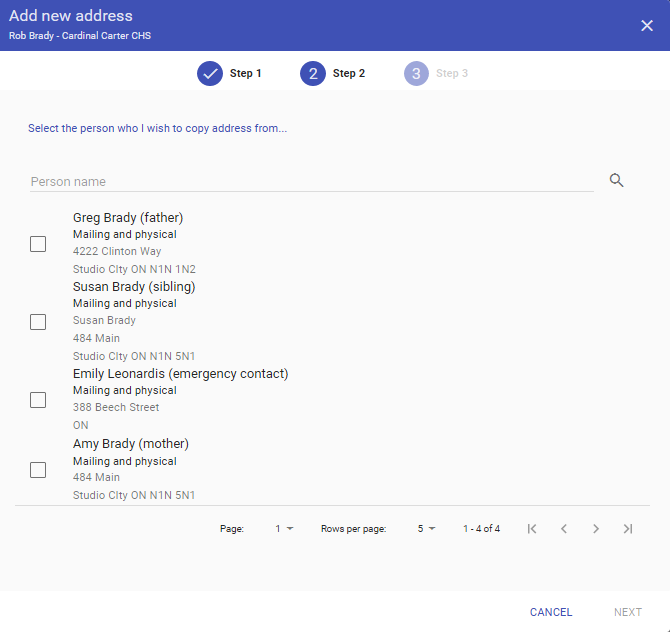 Add new address
Rob Brady - Cardinal Carter CHS
Step 1
2 Step 2
3 Step 3
Select the person who I wish to copy address from...
Person name
Greg Brady (father)
Mailing and physical
4222 Clinton Way
Studio CIty ON N1N 1N2
Susan Brady (sibling)
Mailing and physical
Susan Brady
484 Main
Studio CIty ON N1N 5N1
Emily Leonardis (emergency contact)
Mailing and physical
388 Beech Street
ON
Amy Brady (mother)
Mailing and physical
484 Main
Studio CIty ON N1N 5N1
Page: 1 Rows per page: 5 1 - 4 of 4
CANCEL NEXT